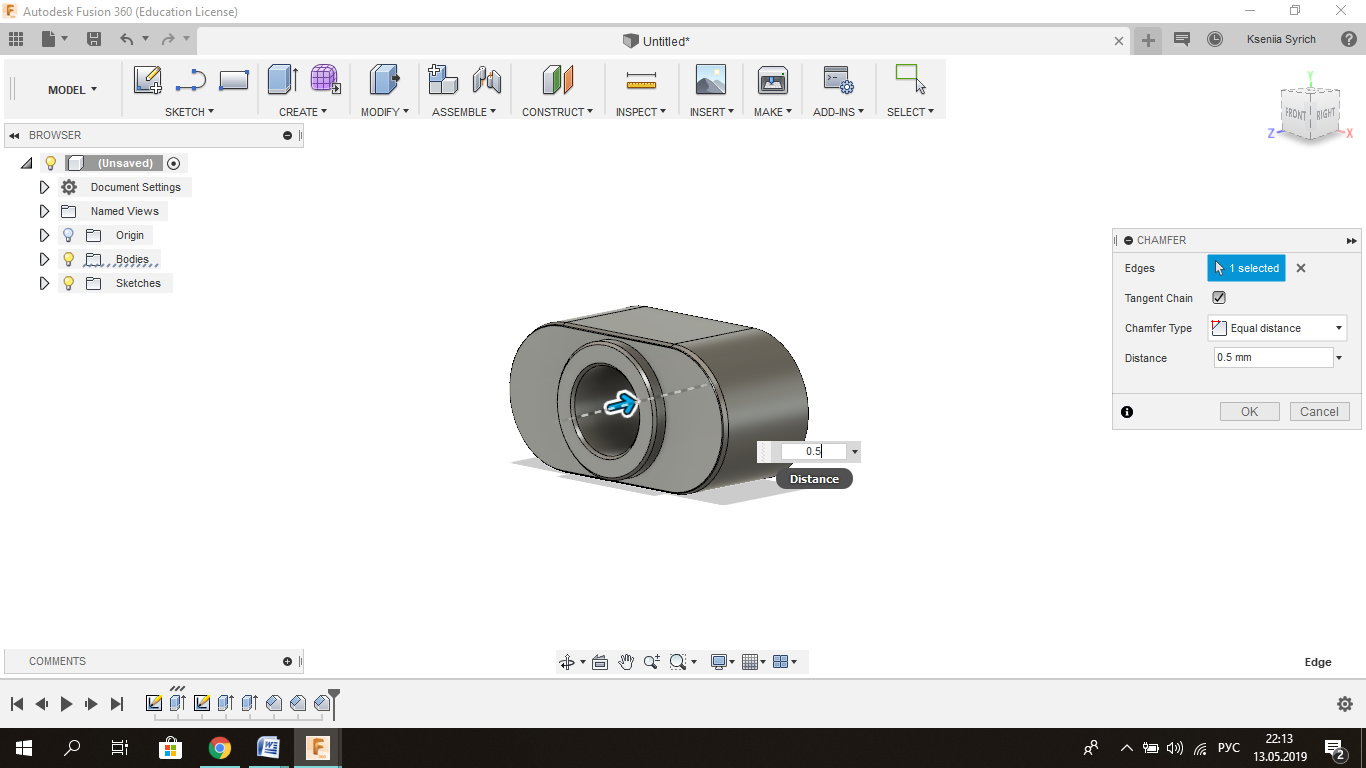 Autodesk Fusion 360 (Education License)
Untitled*
Kseniia Syrich
MODEL
SKETCH
CREATE
MODIFY
ASSEMBLE
CONSTRUCT
INSPECT
INSERT
MAKE
ADD-INS
SELECT
Y
FRONT
RIGHT
Z
X
BROWSER
(Unsaved)
Document Settings
Named Views
Origin
Bodies
Sketches
CHAMFER
Edges
1 selected
Tangent Chain
Chamfer Type
Equal distance
Distance
0.5 mm
OK
Cancel
0.5
Distance
COMMENTS
Edge
РУС
22:13
13.05.2019
2